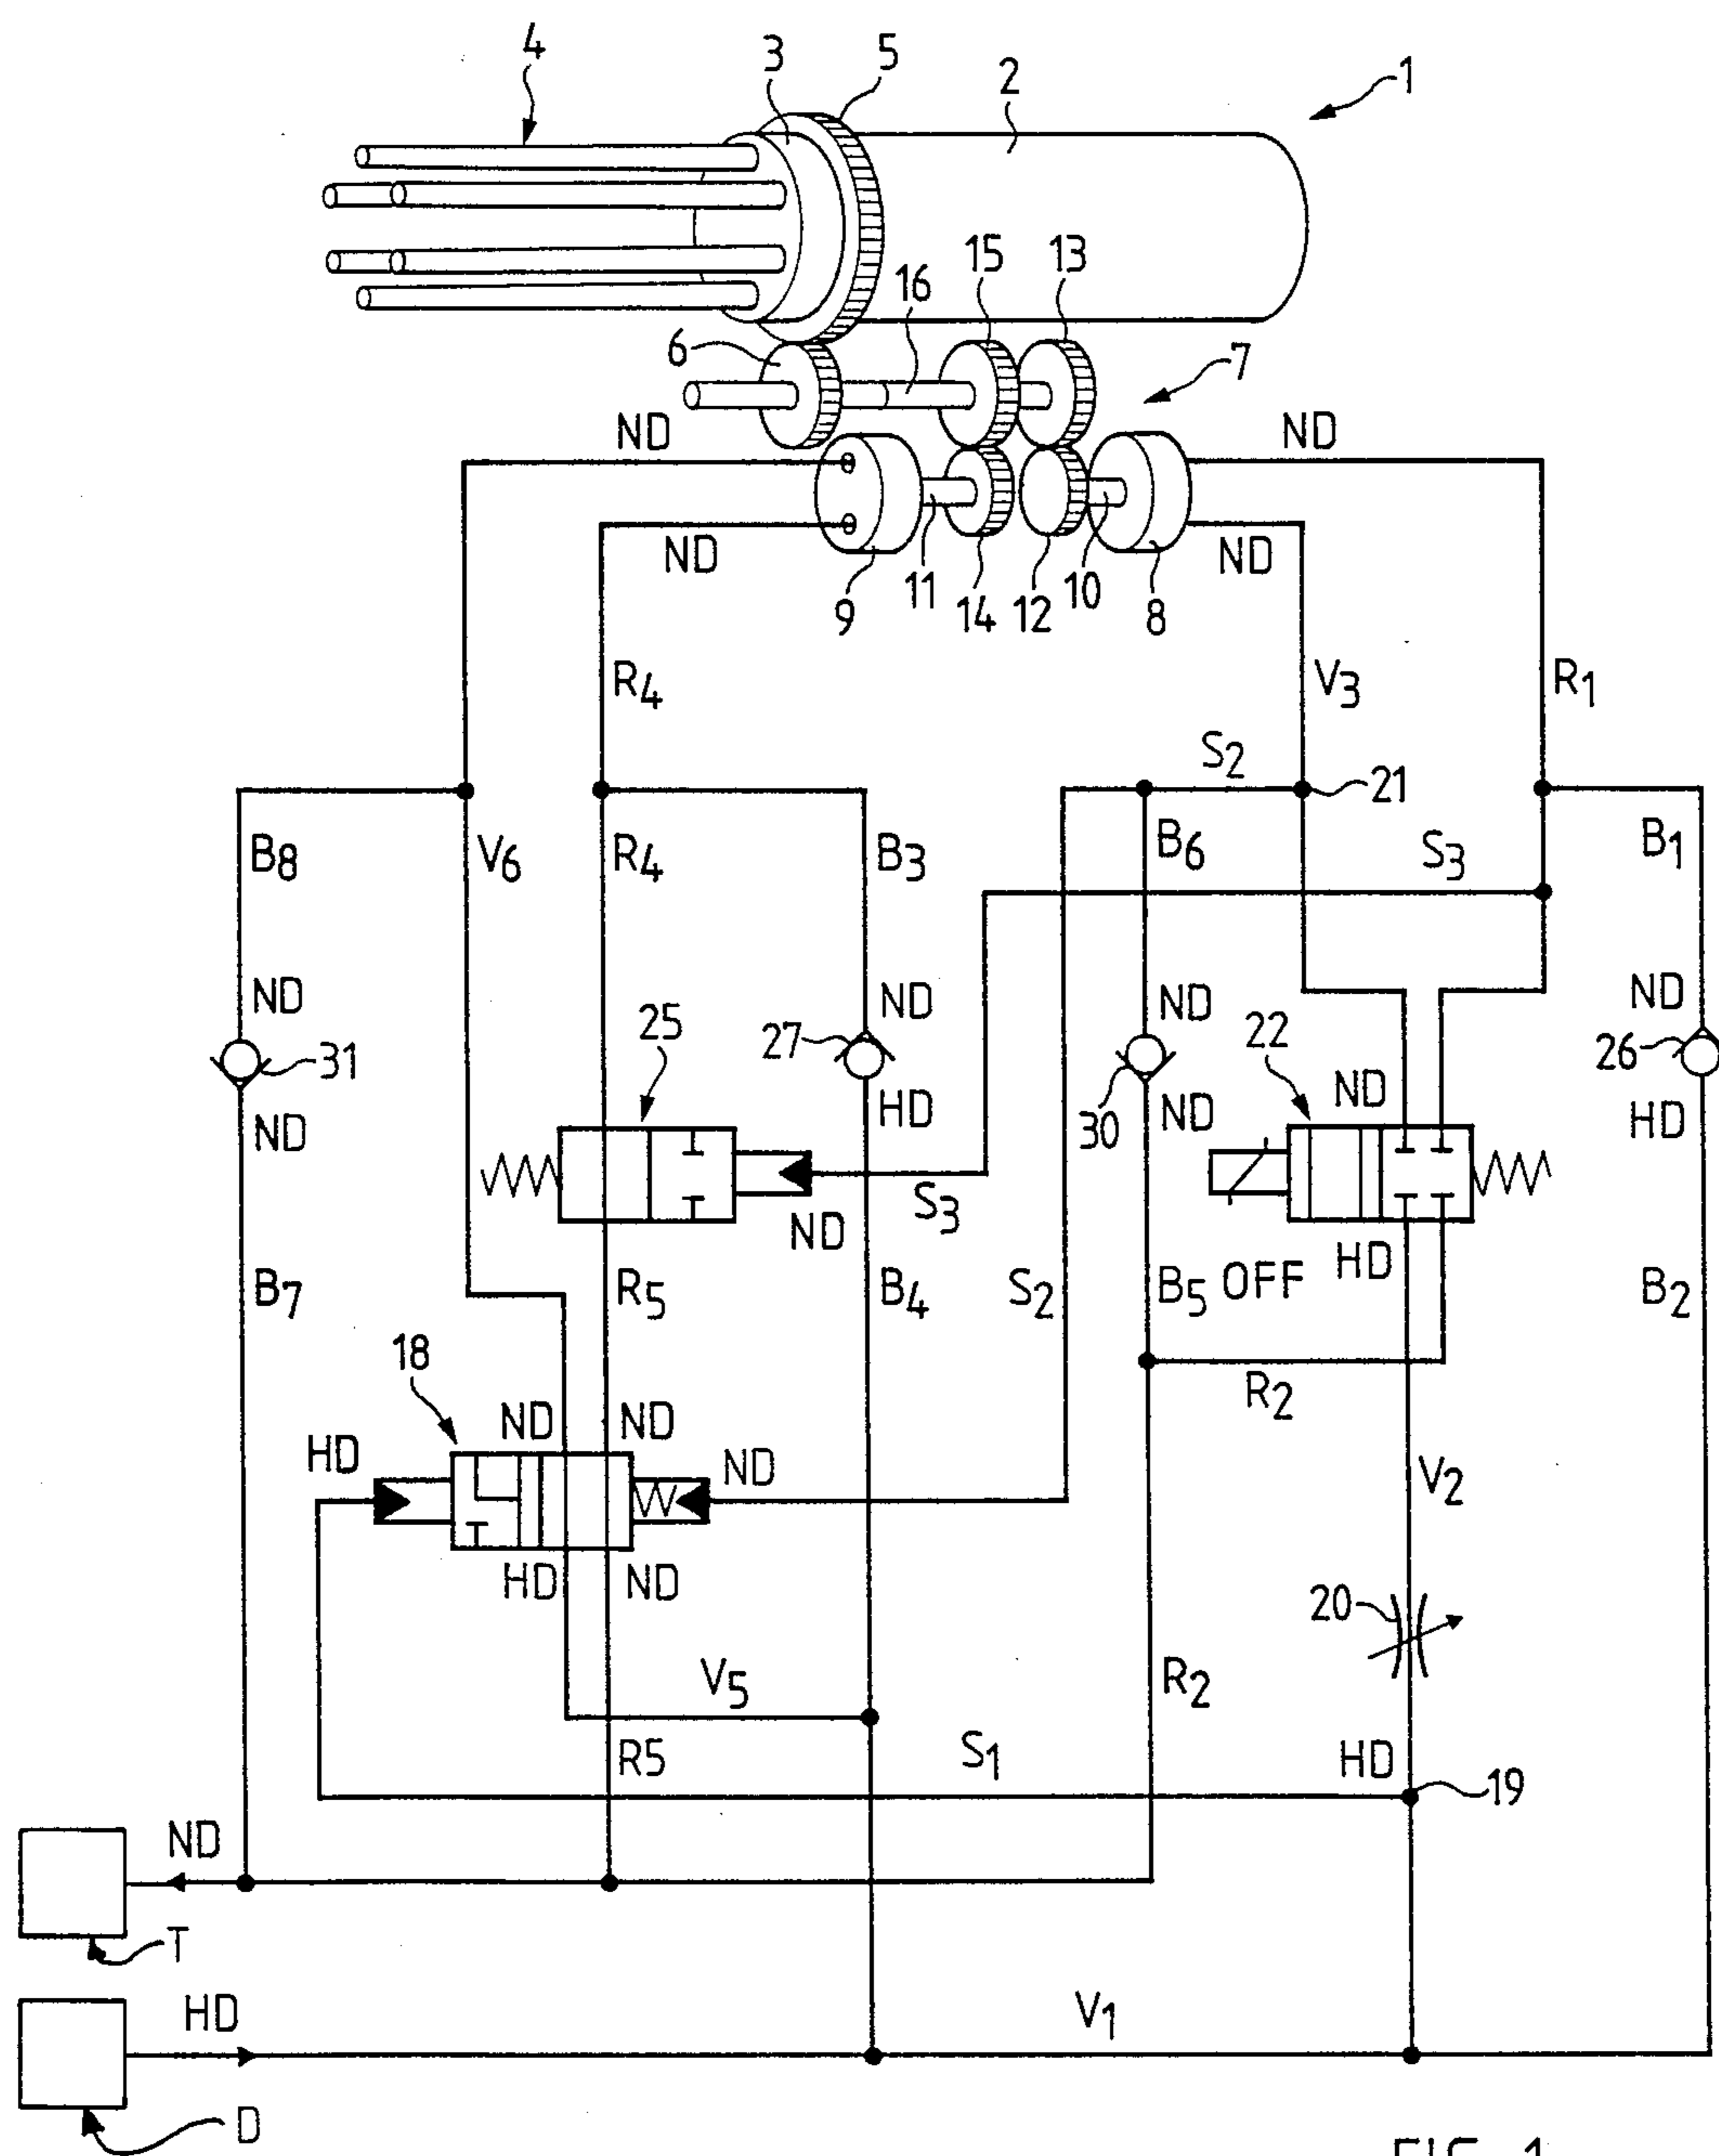 4
3
5
2
1
15
13
16
6
7
ND
ND
ND
ND
9
11
14
12
10
8
R4
V3
R1
S2
21
B8
V6
R4
B3
B6
S3
B1
ND
ND
ND
ND
31
25
27
22
26
ND
ND
HD
30
ND
HD
ND
S3
HD
B7
R5
B4
S2
B5
OFF
B2
18
R2
ND
ND
HD
ND
V2
HD
ND
20
V5
R2
R5
S1
HD
19
ND
T
HD
V1
D